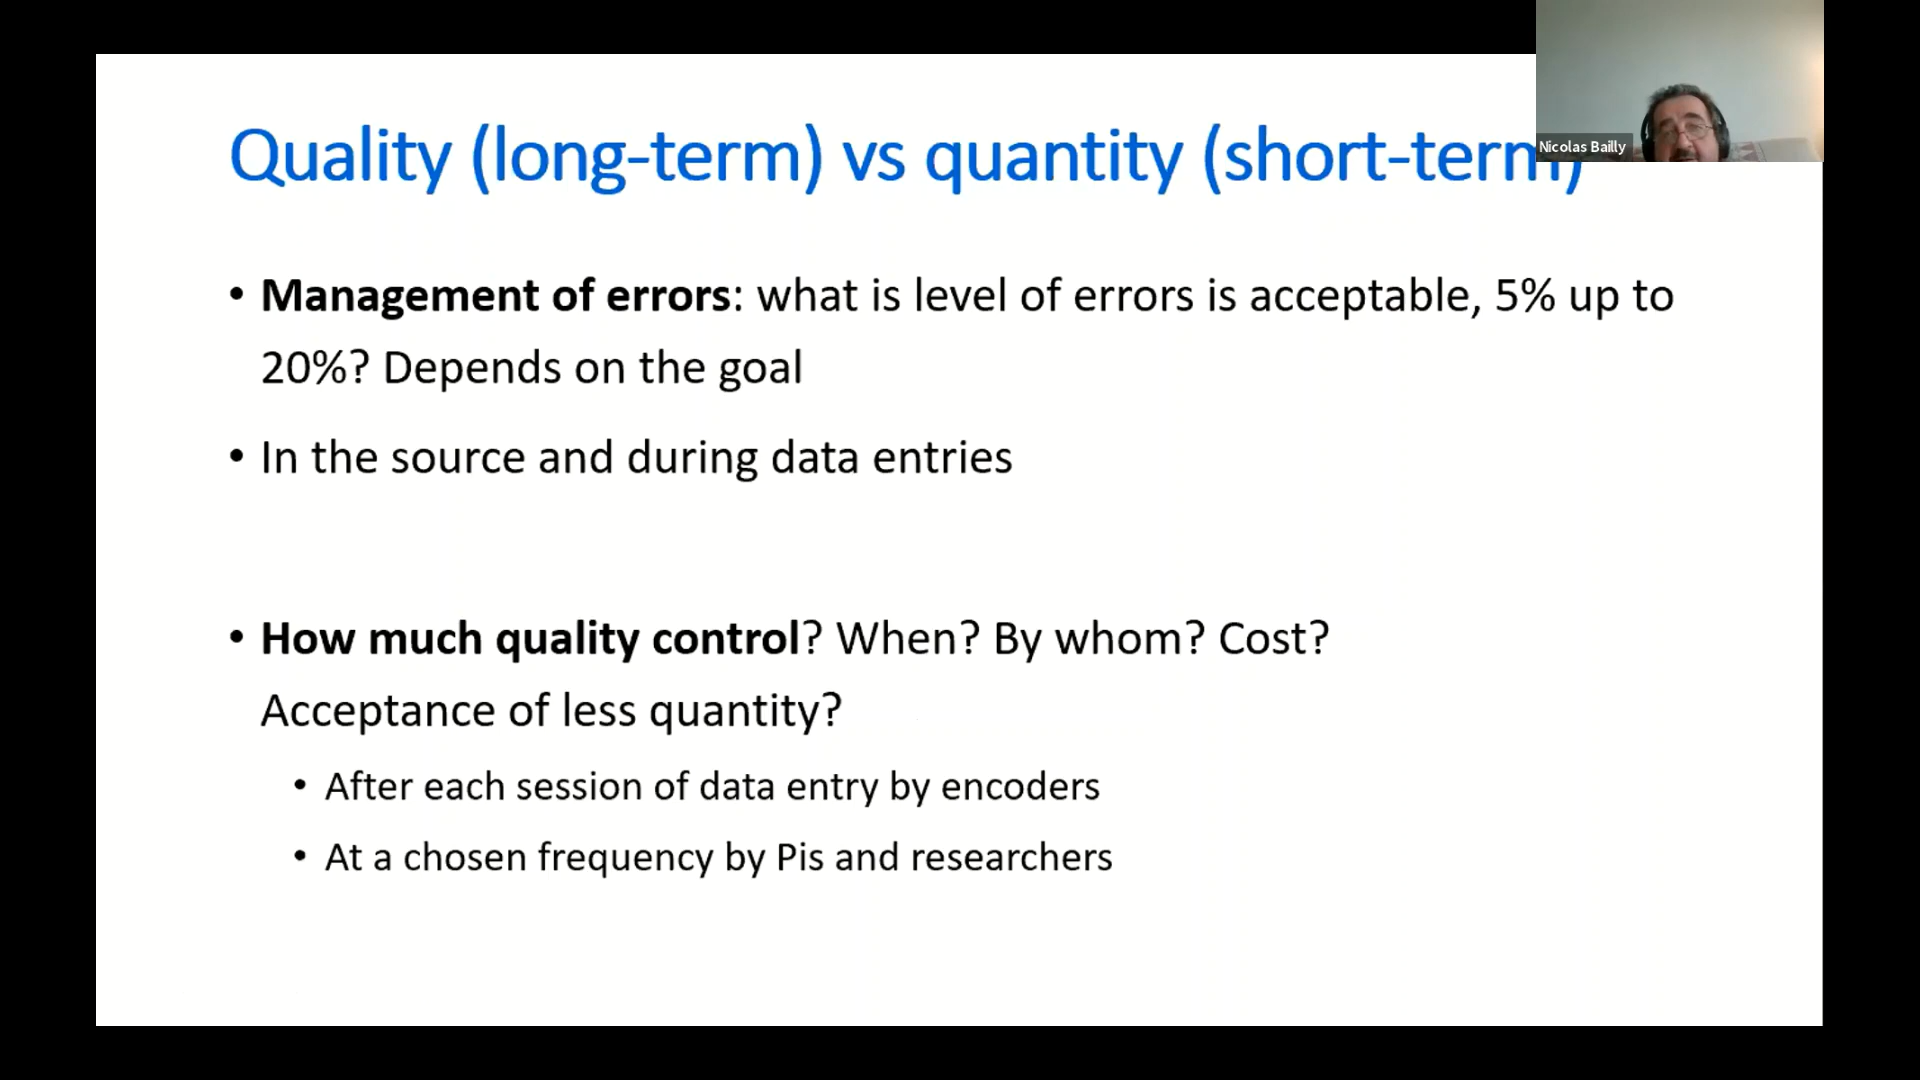 Quality (long-term) vs quantity (short-term)
Nicolas Bailly
• Management of errors: what is level of errors is acceptable, 5% up to
20%? Depends on the goal
• In the source and during data entries
• How much quality control? When? By whom? Cost?
Acceptance of less quantity?
• After each session of data entry by encoders
• At a chosen frequency by Pis and researchers